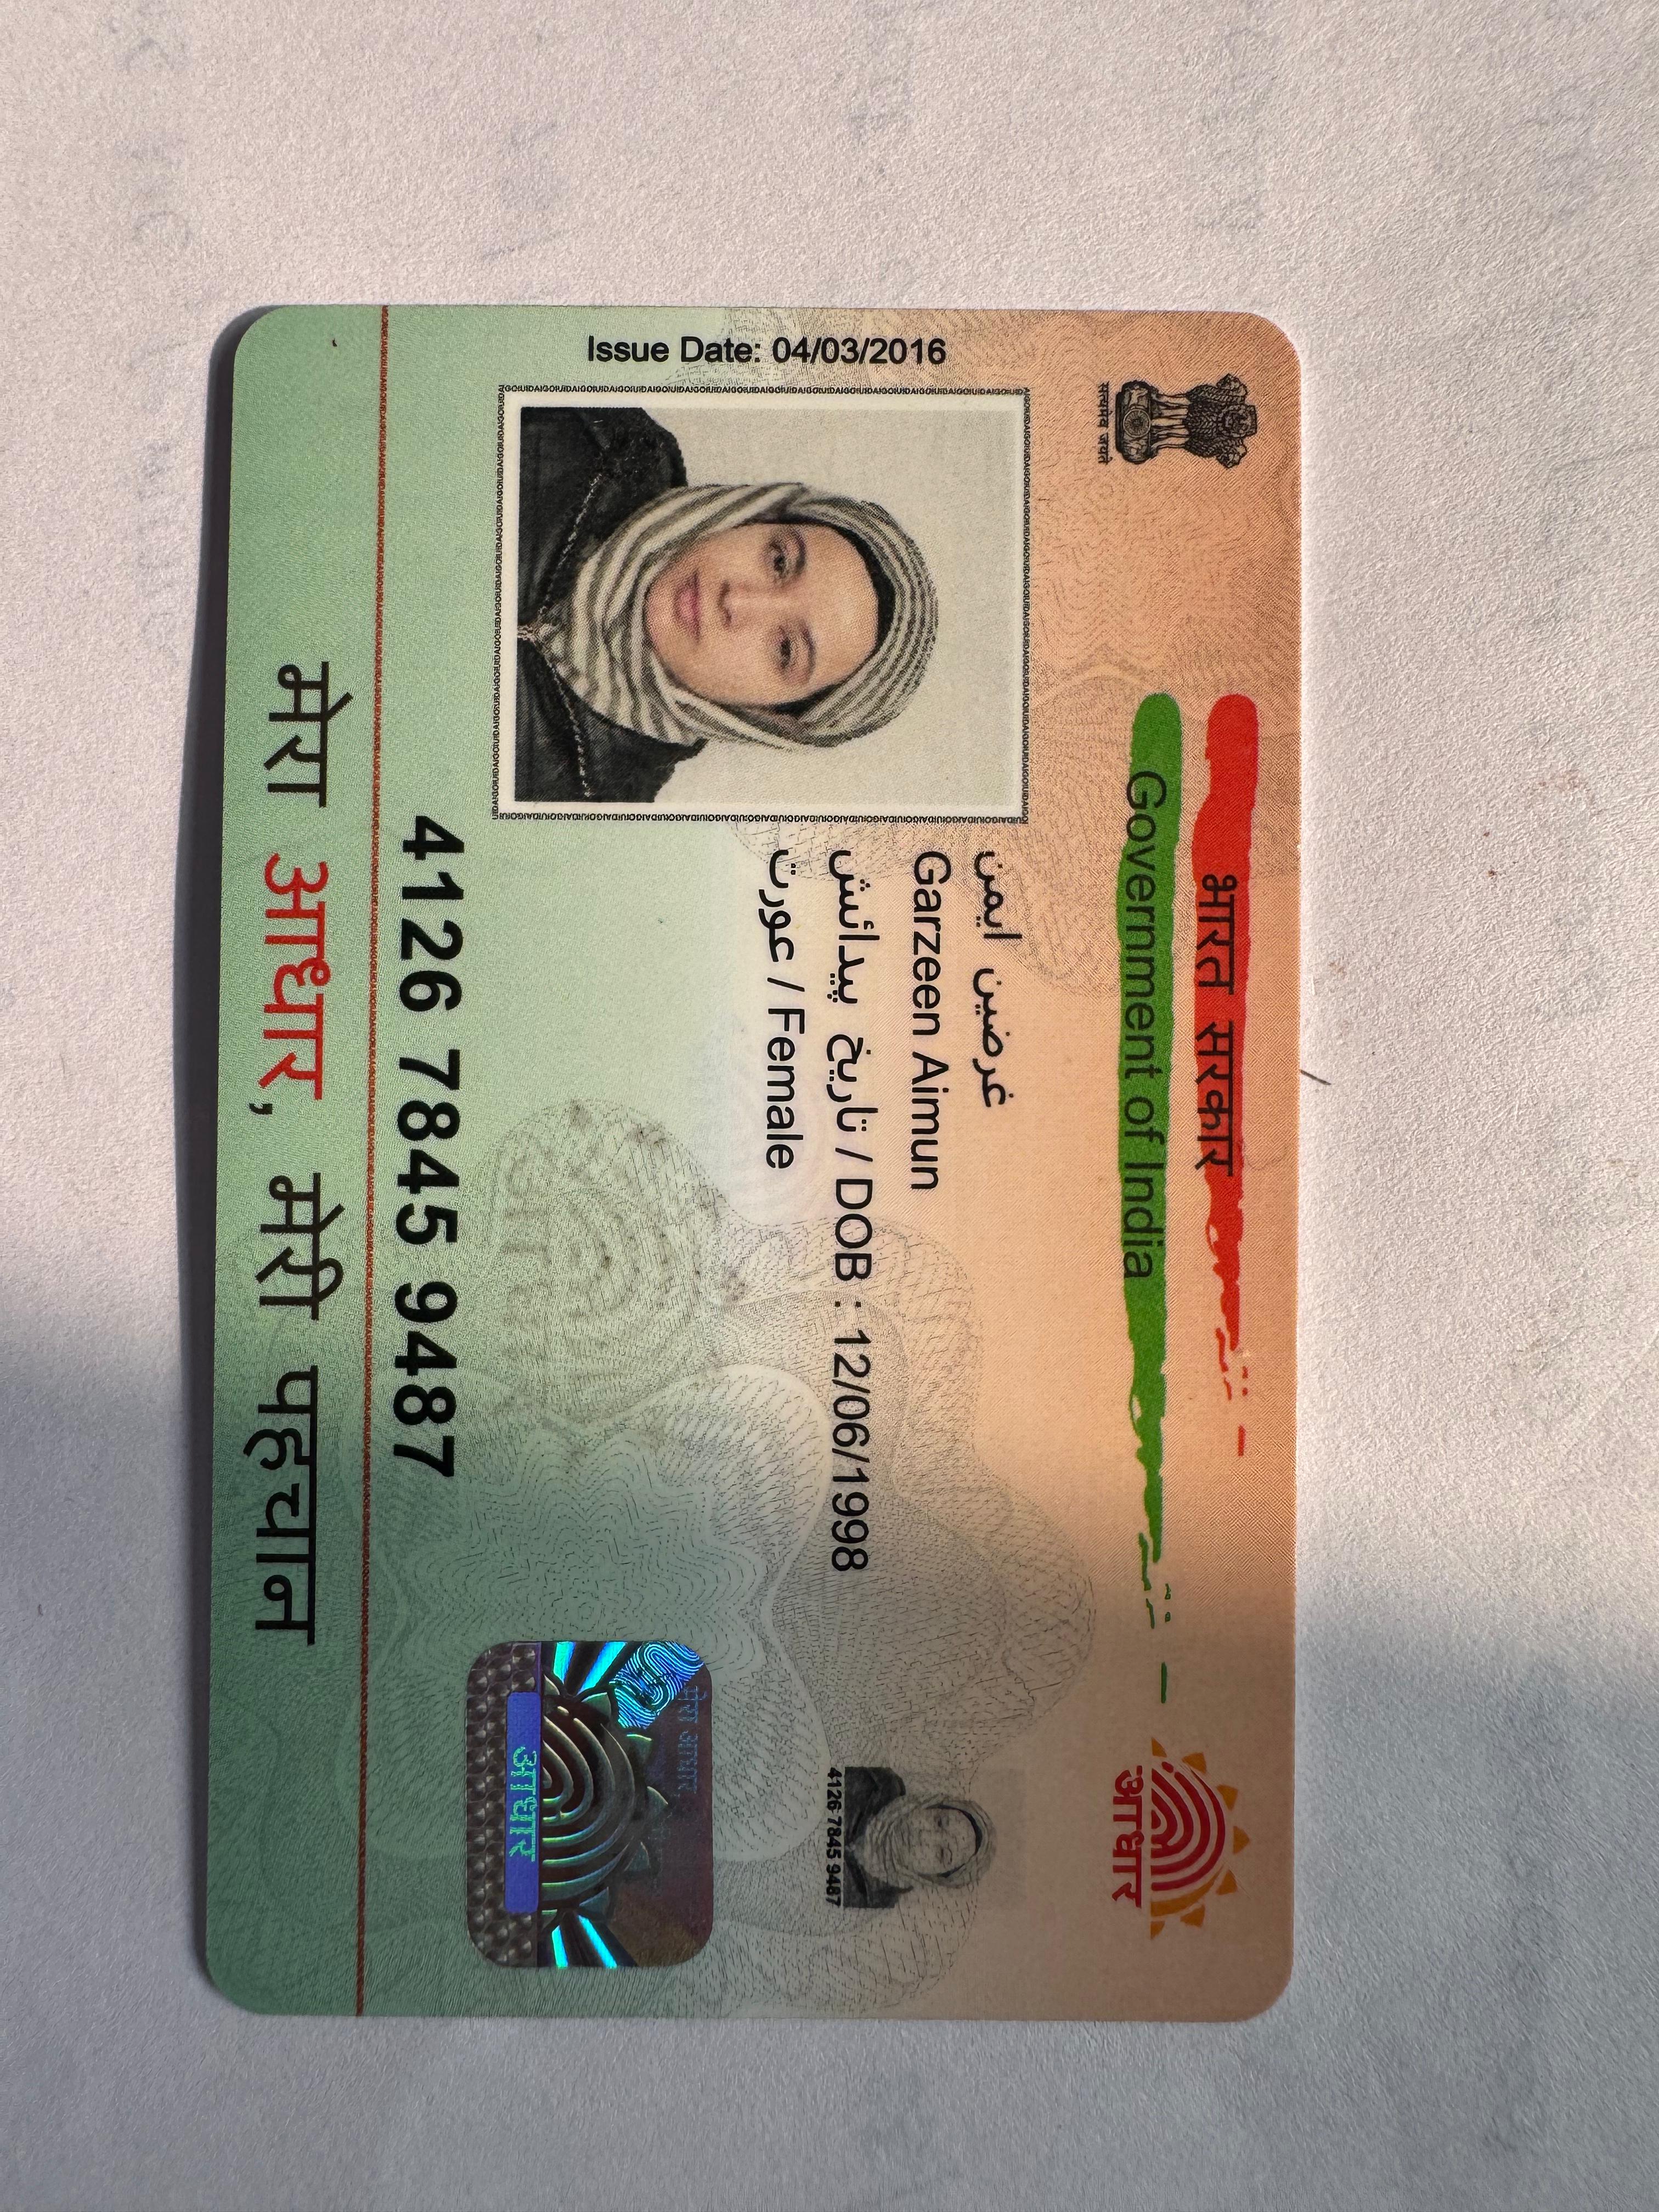 भारत सरकार
Government of India
सत्यमेव जयते
आधार
Issue Date: 04/03/2016
غرضین ایمن
Garzeen Aimun
تاریخ پیدائش / DOB : 12/06/1998
عورت / Female
4126 7845 9487
मेरा आधार
आधार
4126 7845 9487
मेरा आधार, मेरी पहचान